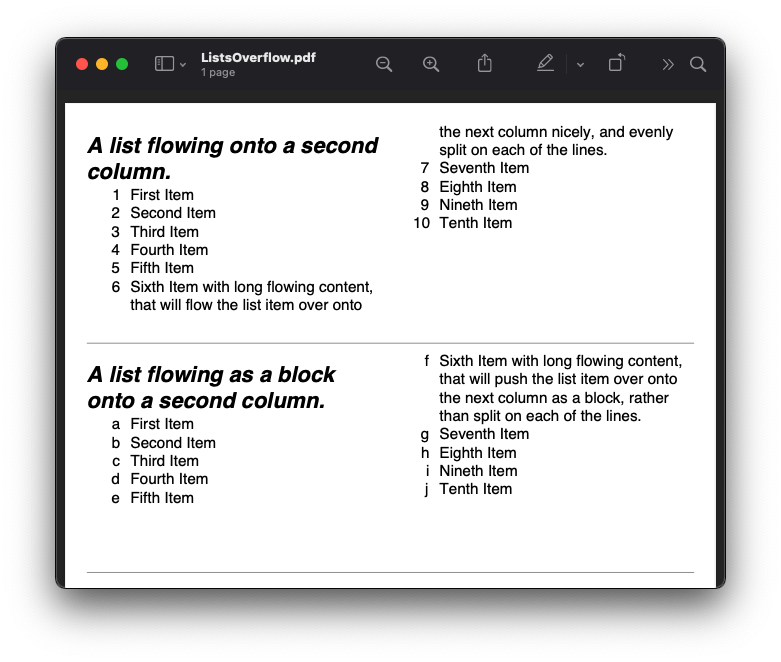 ListsOverflow.pdf
1 page
A list flowing onto a second
column.
1 First Item
2 Second Item
3 Third Item
4 Fourth Item
5 Fifth Item
6 Sixth Item with long flowing content,
that will flow the list item over onto
the next column nicely, and evenly
split on each of the lines.
7 Seventh Item
8 Eighth Item
9 Nineth Item
10 Tenth Item
A list flowing as a block
onto a second column.
a First Item
b Second Item
c Third Item
d Fourth Item
e Fifth Item
f Sixth Item with long flowing content,
that will push the list item over onto
the next column as a block, rather
than split on each of the lines.
g Seventh Item
h Eighth Item
i Nineth Item
j Tenth Item